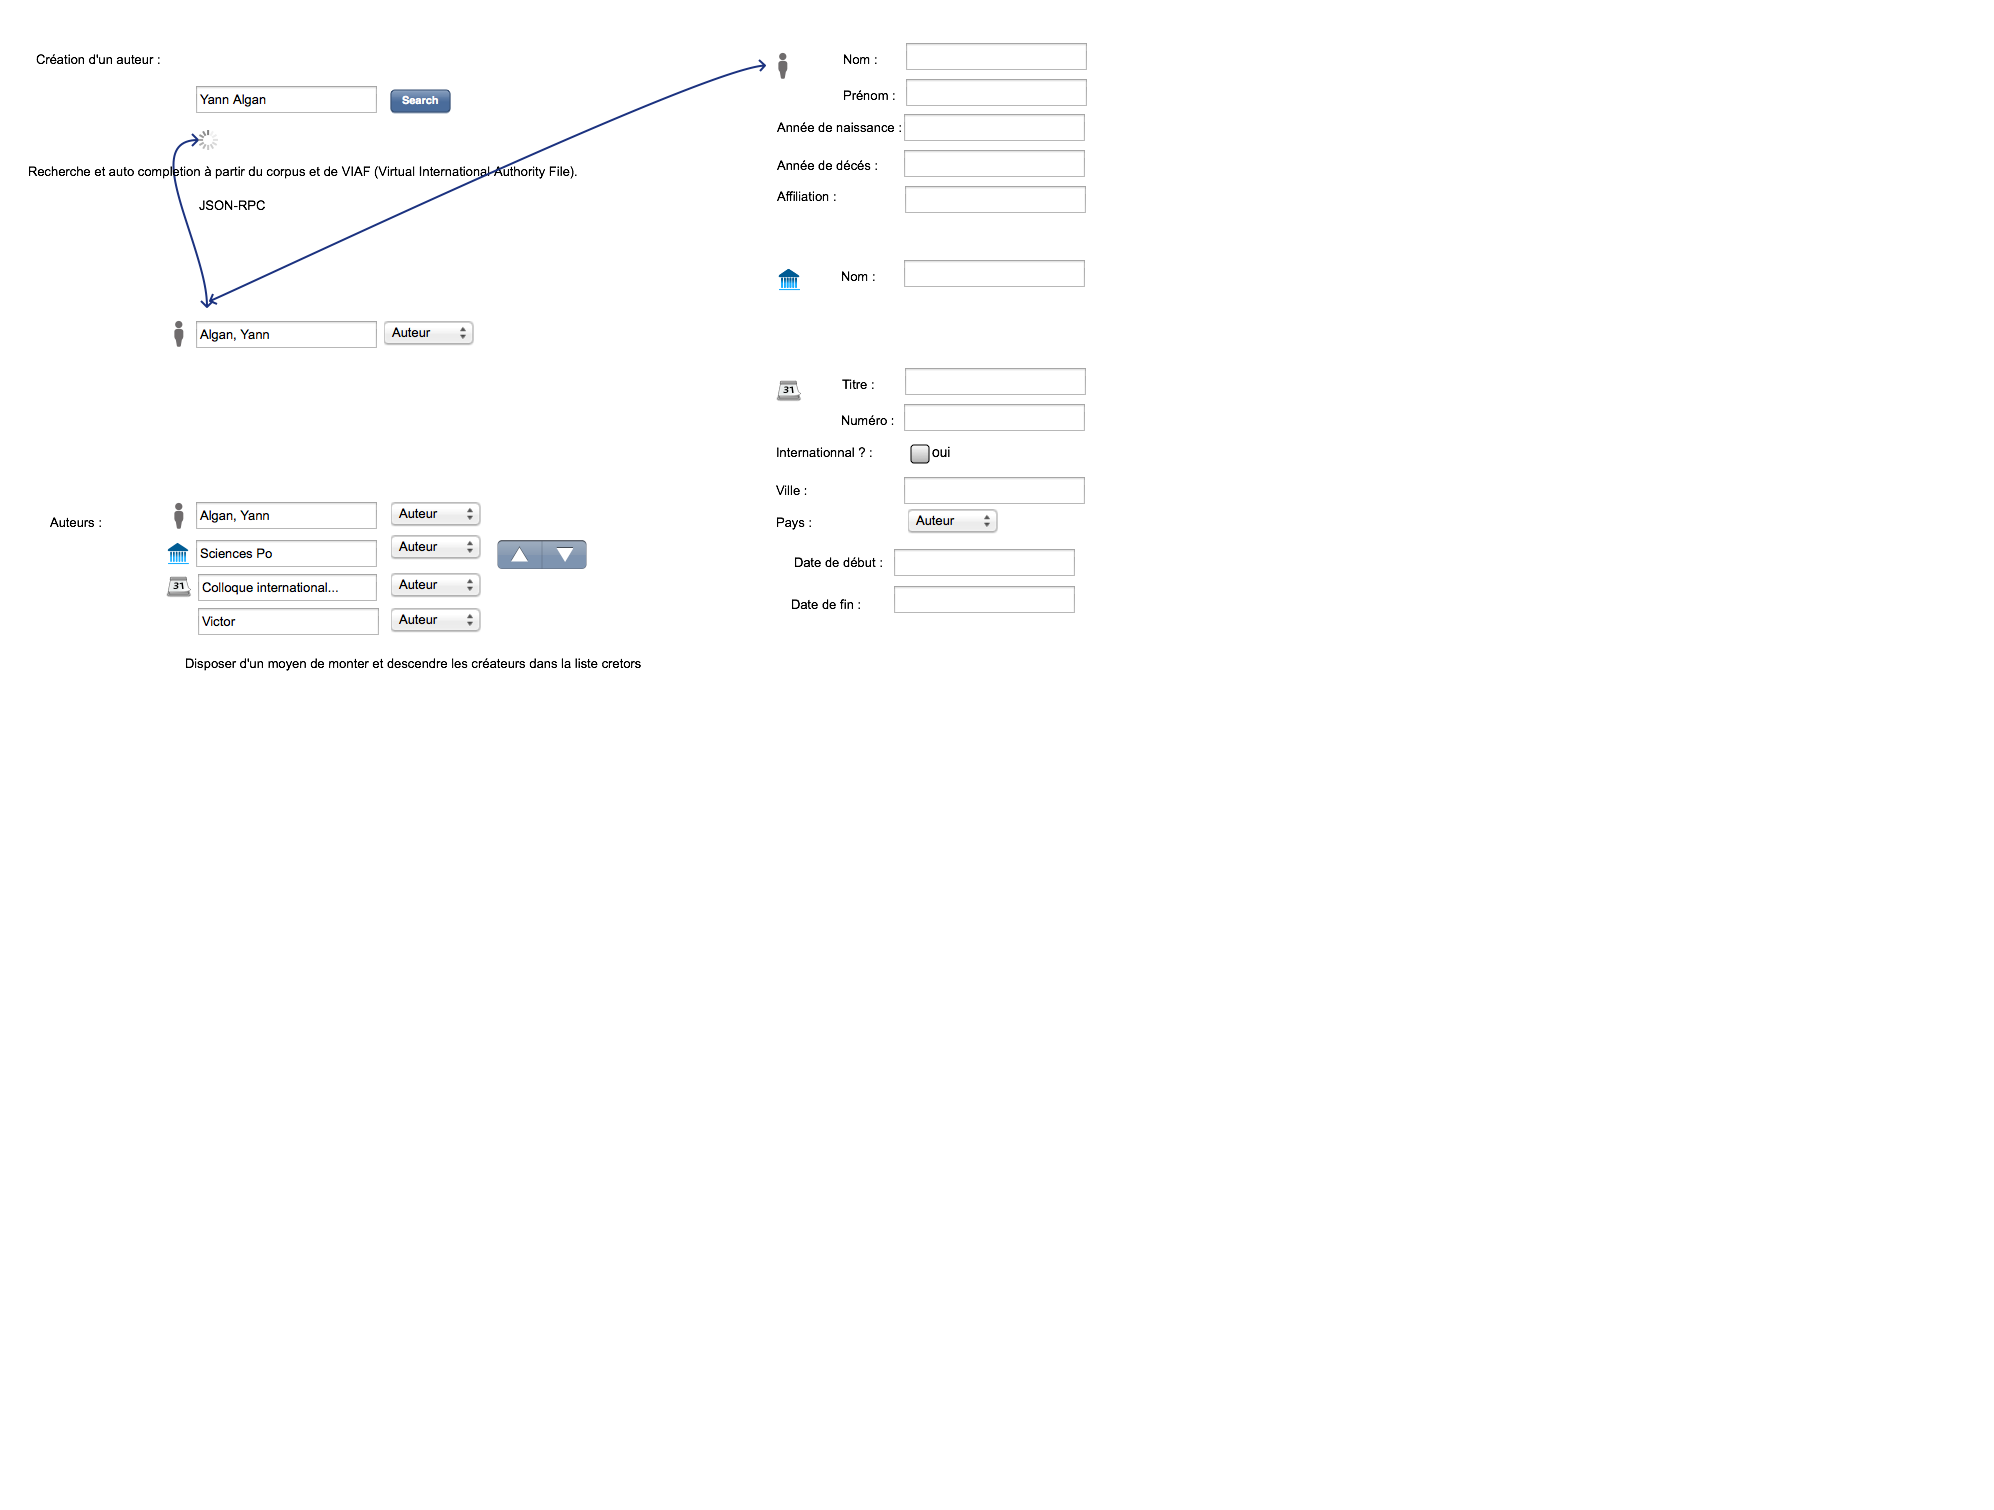 Création d'un auteur :
Yann Algan
Search
Recherche et auto completion à partir du corpus et de VIAF (Virtual International Authority File).
JSON-RPC
Algan, Yann
Auteur
Auteurs :
Algan, Yann
Auteur
Sciences Po
Auteur
31
Colloque international...
Auteur
Victor
Auteur
Disposer d'un moyen de monter et descendre les créateurs dans la liste cretors
Nom :
Prénom :
Année de naissance :
Année de décés :
Affiliation :
Nom :
31
Titre :
Numéro :
Internationnal ? :
oui
Ville :
Pays :
Auteur
Date de début :
Date de fin :